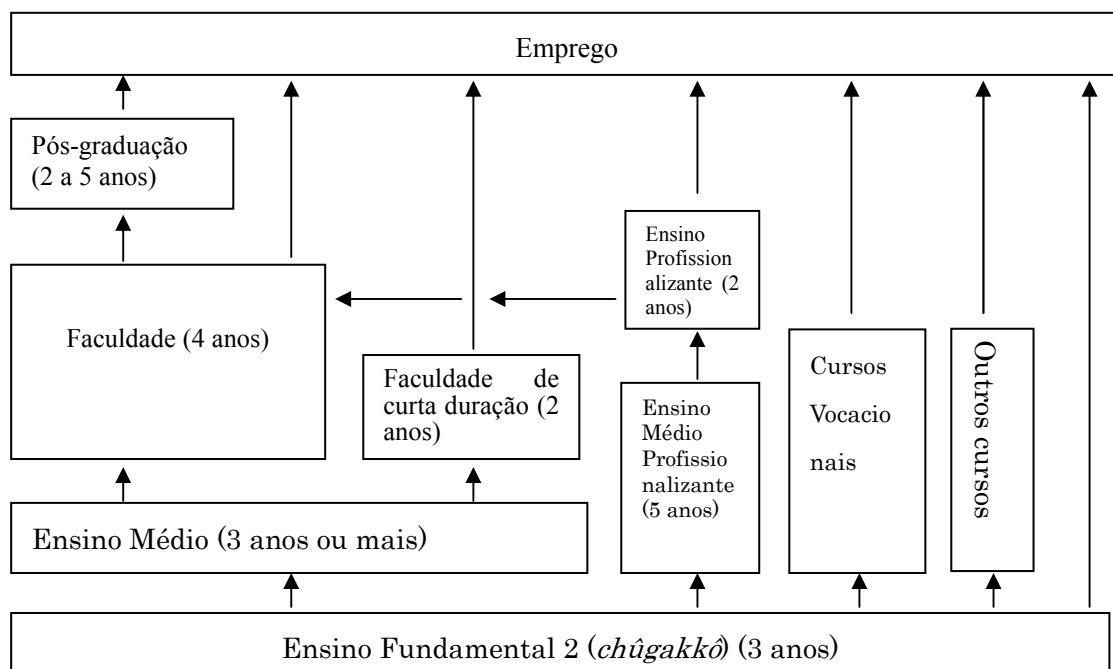 Emprego
Pós-graduação
(2 a 5 anos)
Ensino
Profission
alizante (2
anos)
Faculdade (4 anos)
Faculdade de
curta duração (2
anos)
Ensino
Médio
Profissio
nalizante
(5 anos)
Cursos
Vocacio
nais
Outros cursos
Ensino Médio (3 anos ou mais)
Ensino Fundamental 2 (chûgakkô) (3 anos)